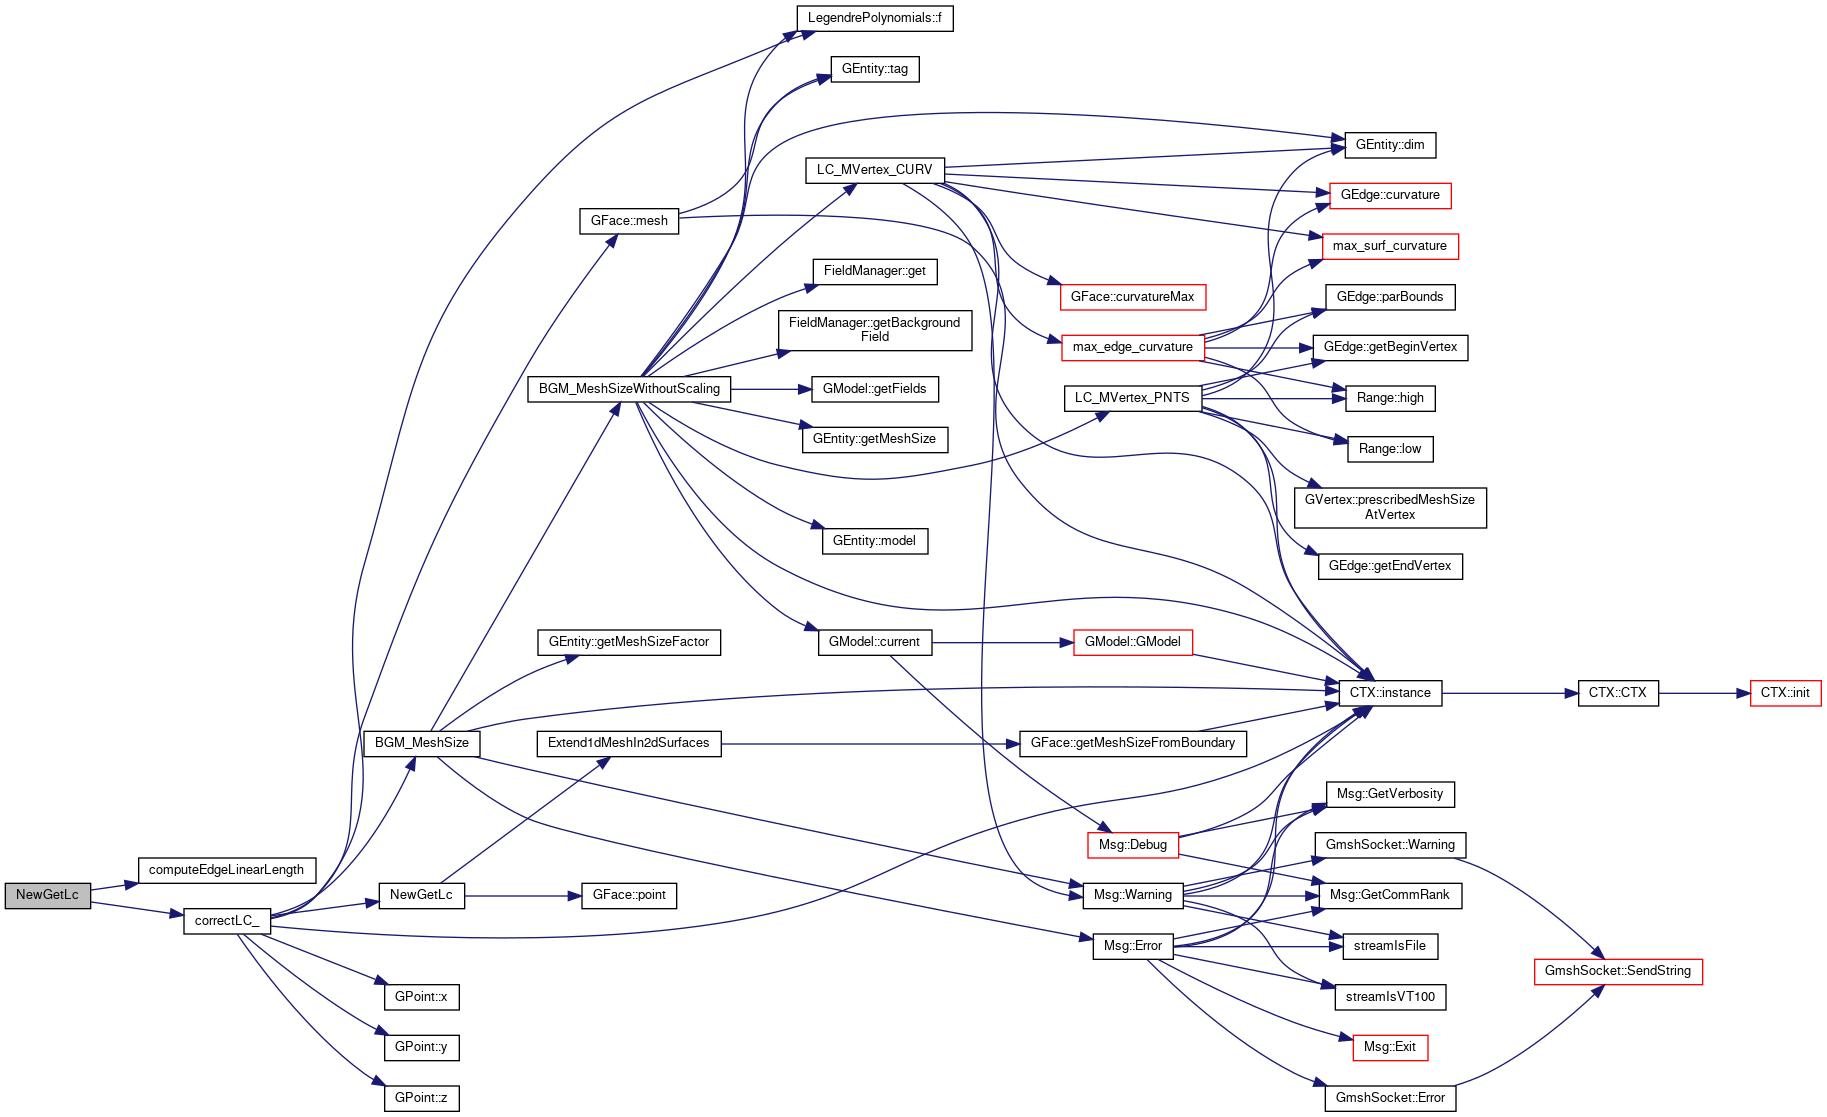 LegendrePolynomials::f
GEntity::tag
GEntity::dim
LC_MVertex_CURV
GEdge::curvature
GFace::mesh
max_surf_curvature
FieldManager::get
GFace::curvatureMax
GEdge::parBounds
FieldManager::getBackground
Field
max_edge_curvature
GEdge::getBeginVertex
BGM_MeshSizeWithoutScaling
GModel::getFields
LC_MVertex_PNTS
Range::high
GEntity::getMeshSize
Range::low
GVertex::prescribedMeshSize
AtVertex
GEntity::model
GEdge::getEndVertex
GEntity::getMeshSizeFactor
GModel::current
GModel::GModel
CTX::instance
CTX::CTX
CTX::init
BGM_MeshSize
Extend1dMeshIn2dSurfaces
GFace::getMeshSizeFromBoundary
Msg::GetVerbosity
Msg::Debug
GmshSocket::Warning
computeEdgeLinearLength
NewGetLc
NewGetLc
GFace::point
Msg::Warning
Msg::GetCommRank
correctLC_
Msg::Error
streamIsFile
GmshSocket::SendString
GPoint::x
streamIsVT100
GPoint::y
Msg::Exit
GPoint::z
GmshSocket::Error